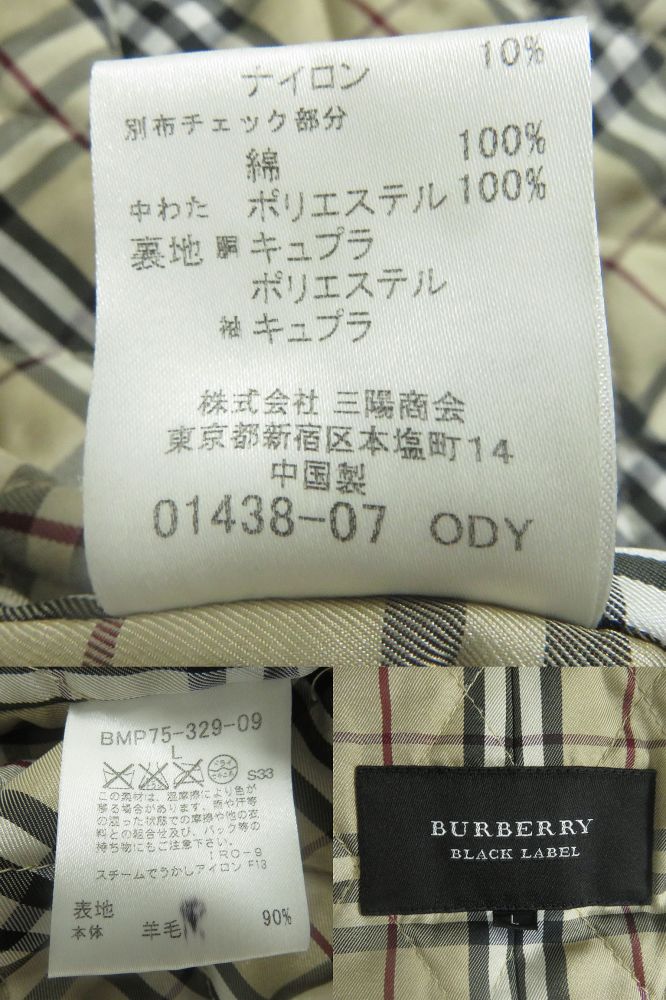 ナイロン 10%
別布チェック部分
綿 100%
中わた ポリエステル 100%
裏地 胴 キュプラ
ポリエステル
袖 キュプラ
株式会社 三陽商会
東京都新宿区本塩町14
中国製
01438-07 ODY
BMP75-329-09
L
S33
この素材は、湿摩擦により色が
移る場合があります。雨や汗等
の湿った状態での摩擦や他の衣
料との組合せ及び、バック等の
持ち物にもご注意下さい。
IRO-9
スチームでうかしアイロン F13
表地
本体 羊毛 90%
BURBERRY
BLACK LABEL
L